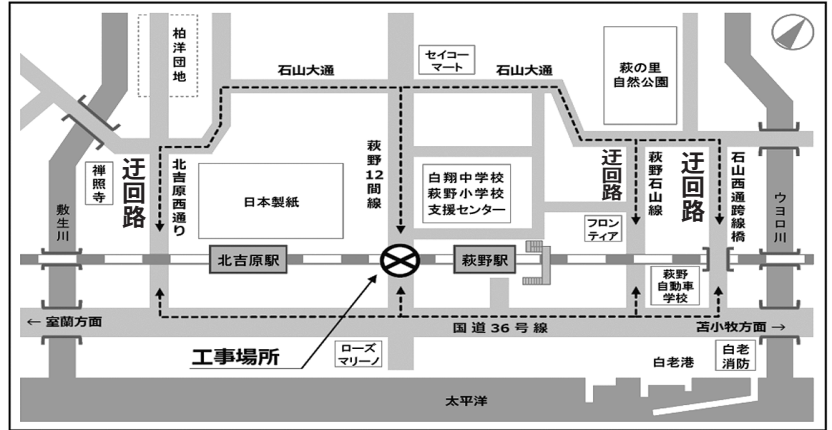 柏洋団地
セイコー
マート
石山大通
石山大通
萩の里
自然公園
禅照寺
迂回路
北吉原西通り
日本製紙
萩野12間線
白翔中学校
萩野小学校
支援センター
迂回路
萩野石山線
迂回路
石山西通跨線橋
敷生川
ウヨロ川
フロン
ティア
北吉原駅
萩野駅
萩野
自動車
学校
← 室蘭方面
国道36号線
苫小牧方面 →
工事場所
ローズ
マリーノ
白老港
白老
消防
太平洋